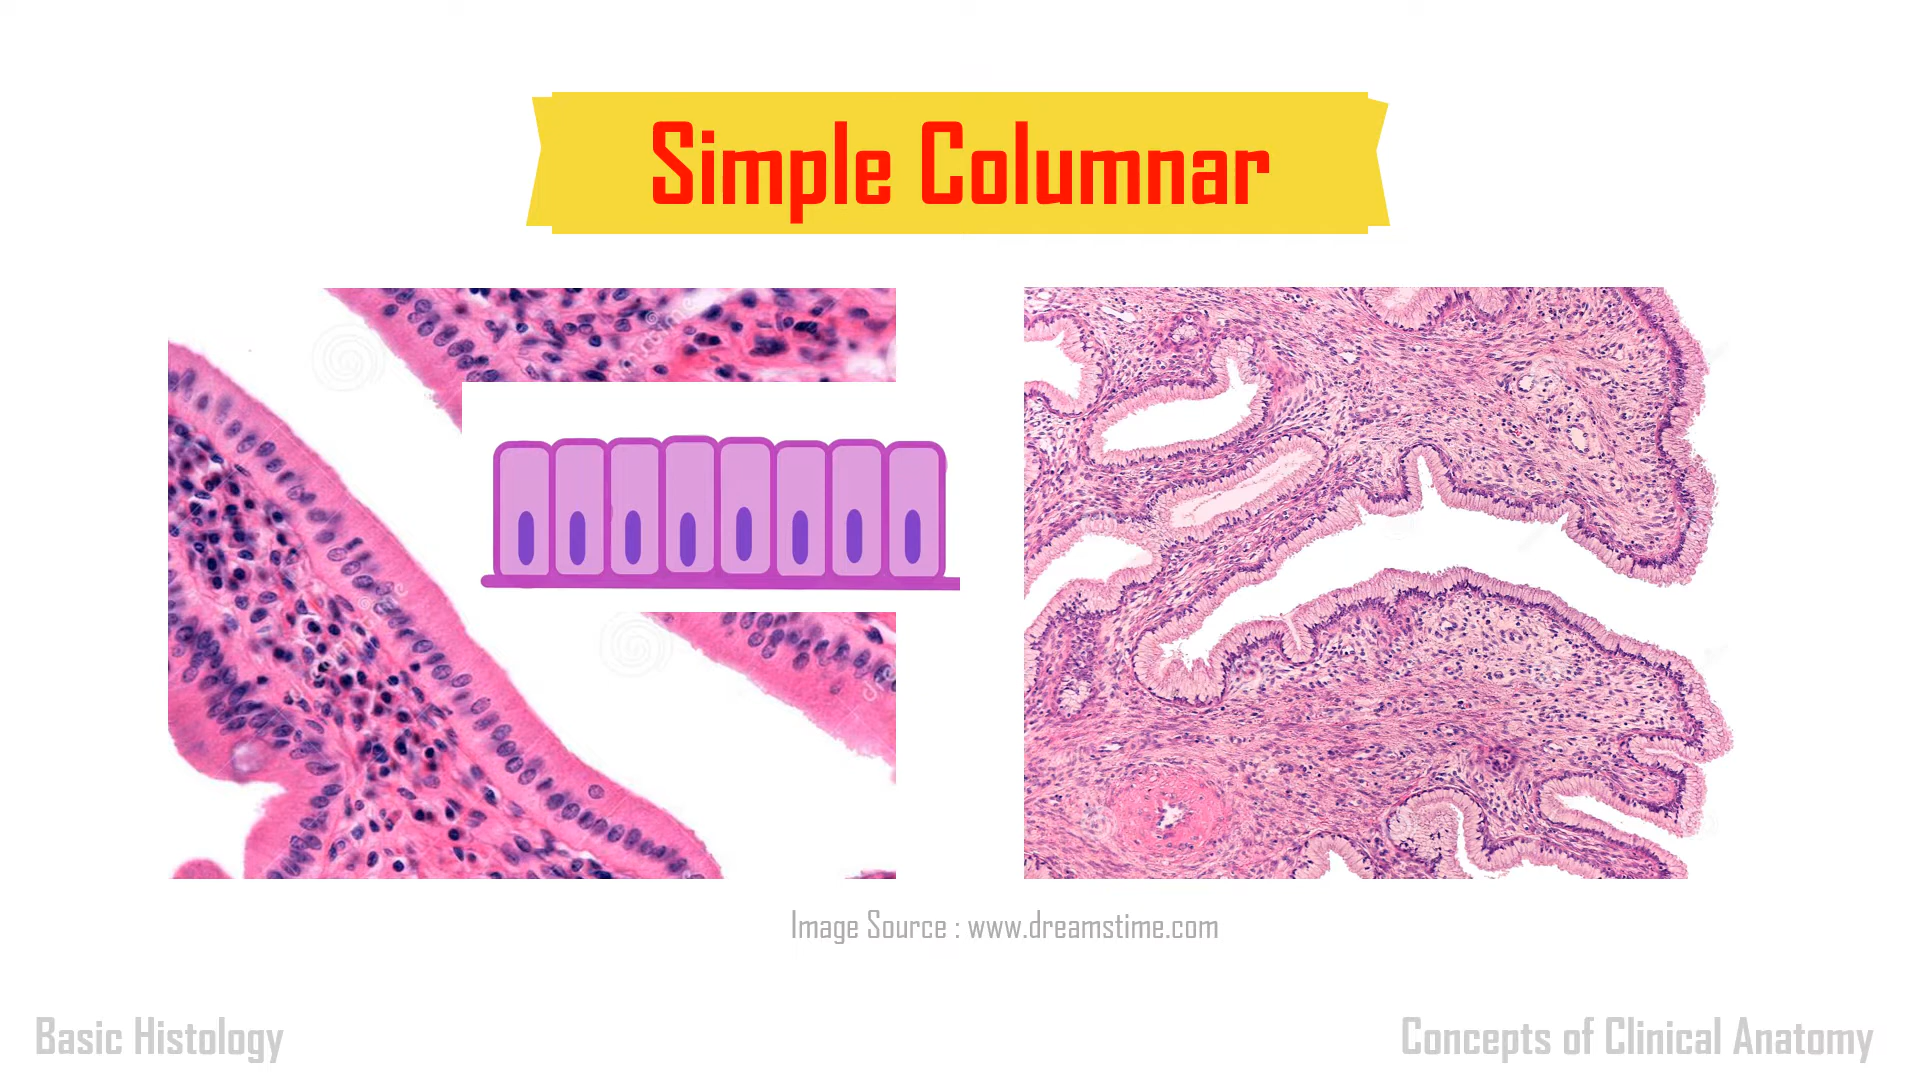 Simple Columnar
Image Source : www.dreamstime.com
Basic Histology
Concepts of Clinical Anatomy